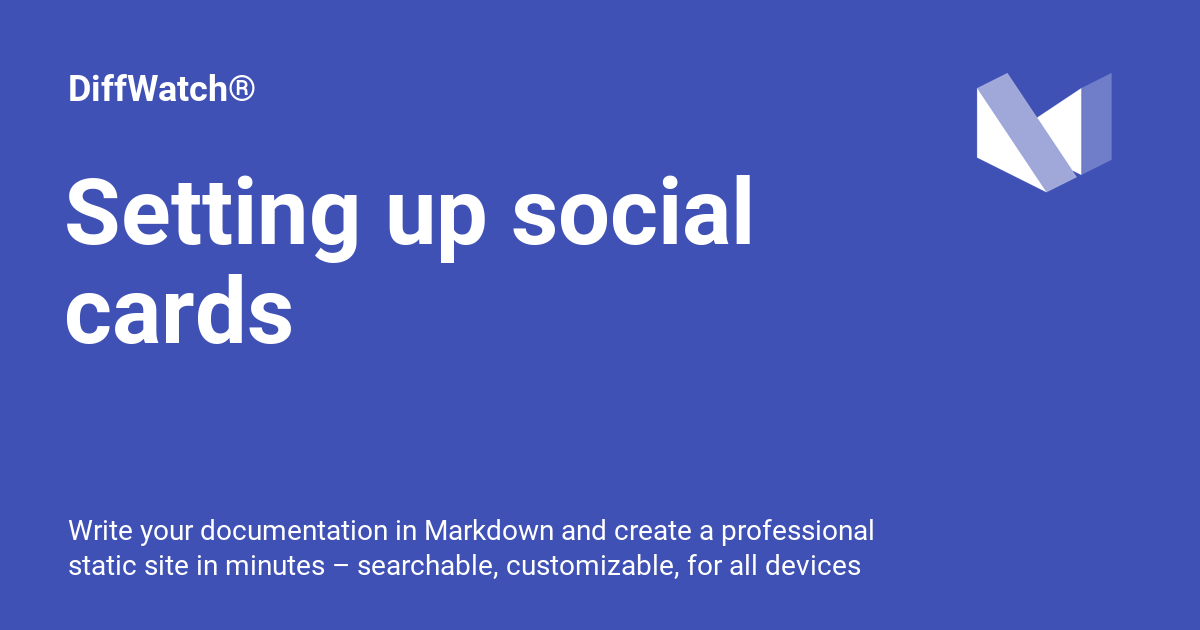 DiffWatch®
Setting up social
cards
Write your documentation in Markdown and create a professional
static site in minutes – searchable, customizable, for all devices